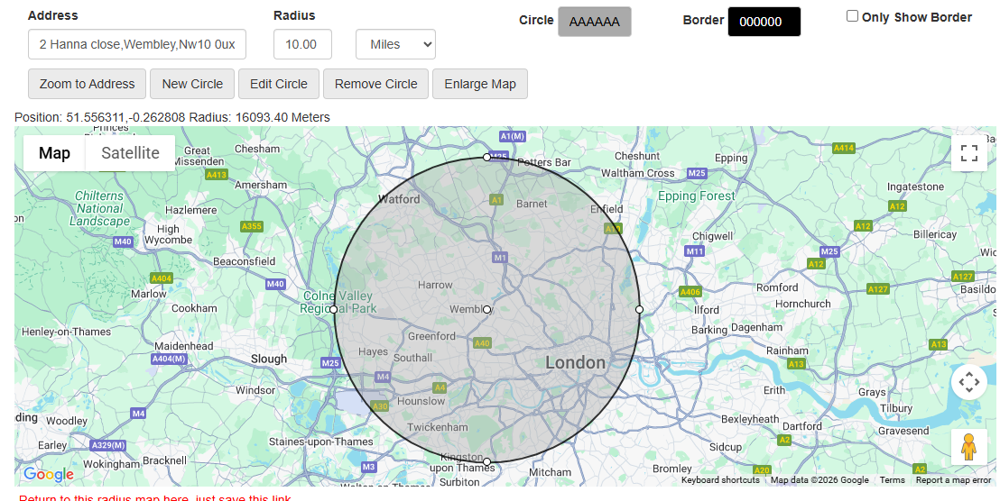 Address
Radius
Circle AAAAAA
Border 000000
Only Show Border
2 Hanna close,Wembley,Nw10 0ux
10.00
Miles
Zoom to Address
New Circle
Edit Circle
Remove Circle
Enlarge Map
Position: 51.556311,-0.262808 Radius: 16093.40 Meters
Map
Satellite
Princes
A1(M)
M25
Potters Bar
Great
Missenden
Chesham
Cheshunt
Epping
A414
A413
Amersham
Waltham Cross
M25
Ingatestone
Chilterns
National
Landscape
Watford
A1
Barnet
Enfield
Epping Forest
A12
Hazlemere
A355
High
Wycombe
M40
A10
Chigwell
A12
Billericay
Beaconsfield
M1
M11
M25
A12
A404
M40
Marlow
Harrow
A406
Romford
A127
A127
Colne Valley
Regional Park
Cookham
Wembley
Ilford
Hornchurch
Henley-on-Thames
Greenford
A40
Barking
Dagenham
Maidenhead
A404(M)
Slough
M25
Hayes
Southall
London
Rainham
A13
A13
M4
Windsor
A4
Hounslow
A30
Erith
Grays
Tilbury
M4
Woodley
Twickenham
Bexleyheath
Dartford
Gravesend
Earley
A329(M)
Staines-upon-Thames
A2
Sidcup
Wokingham
Bracknell
M3
Kingston
upon Thames
Surbiton
Mitcham
Bromley
A20
A2
Walton-on-Thames
Google
Keyboard shortcuts
Map data ©2026 Google
Terms
Report a map error
Return to this radius map here, just save this link